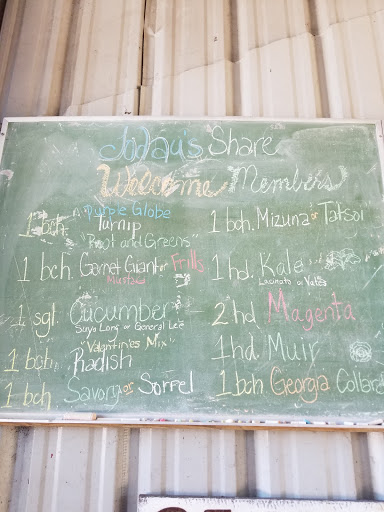 Today's Share
Welcome Members
Purple Globe
1 bch. Turnip
"Root and Greens"
1 bch. Garnet Giant or Frills
Mustard
1 sgl. Cucumber
Suyo Long or General Lee
"Valentine's Mix"
1 bch. Radish
1 bch. Savory or Sorrel
1 bch. Mizuna or Tatsoi
1 hd. Kale
Lacinato or Vates
2 hd Magenta
1 hd. Muir
1 bch Georgia Collard